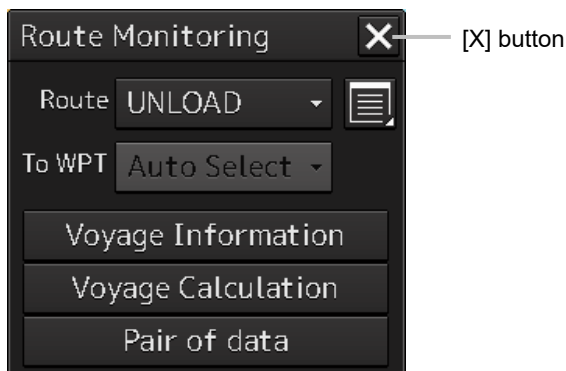 Route Monitoring
[X] button
Route UNLOAD
To WPT Auto Select
Voyage Information
Voyage Calculation
Pair of data